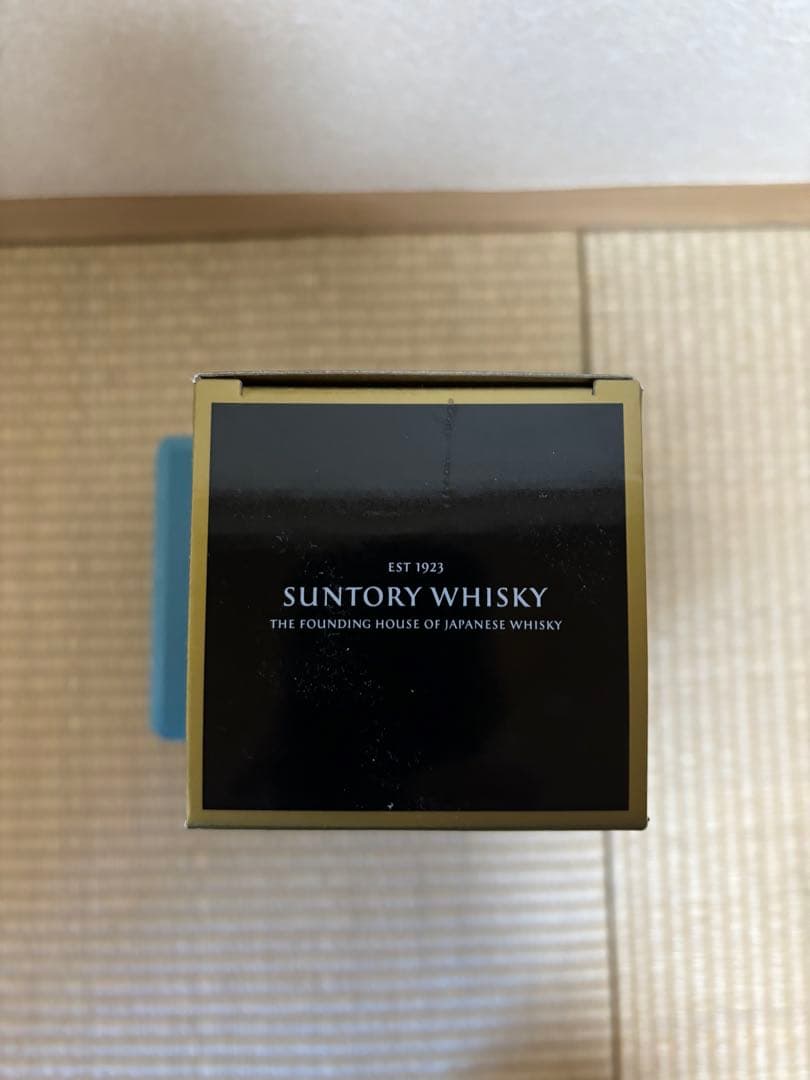 EST 1923
SUNTORY WHISKY
THE FOUNDING HOUSE OF JAPANESE WHISKY